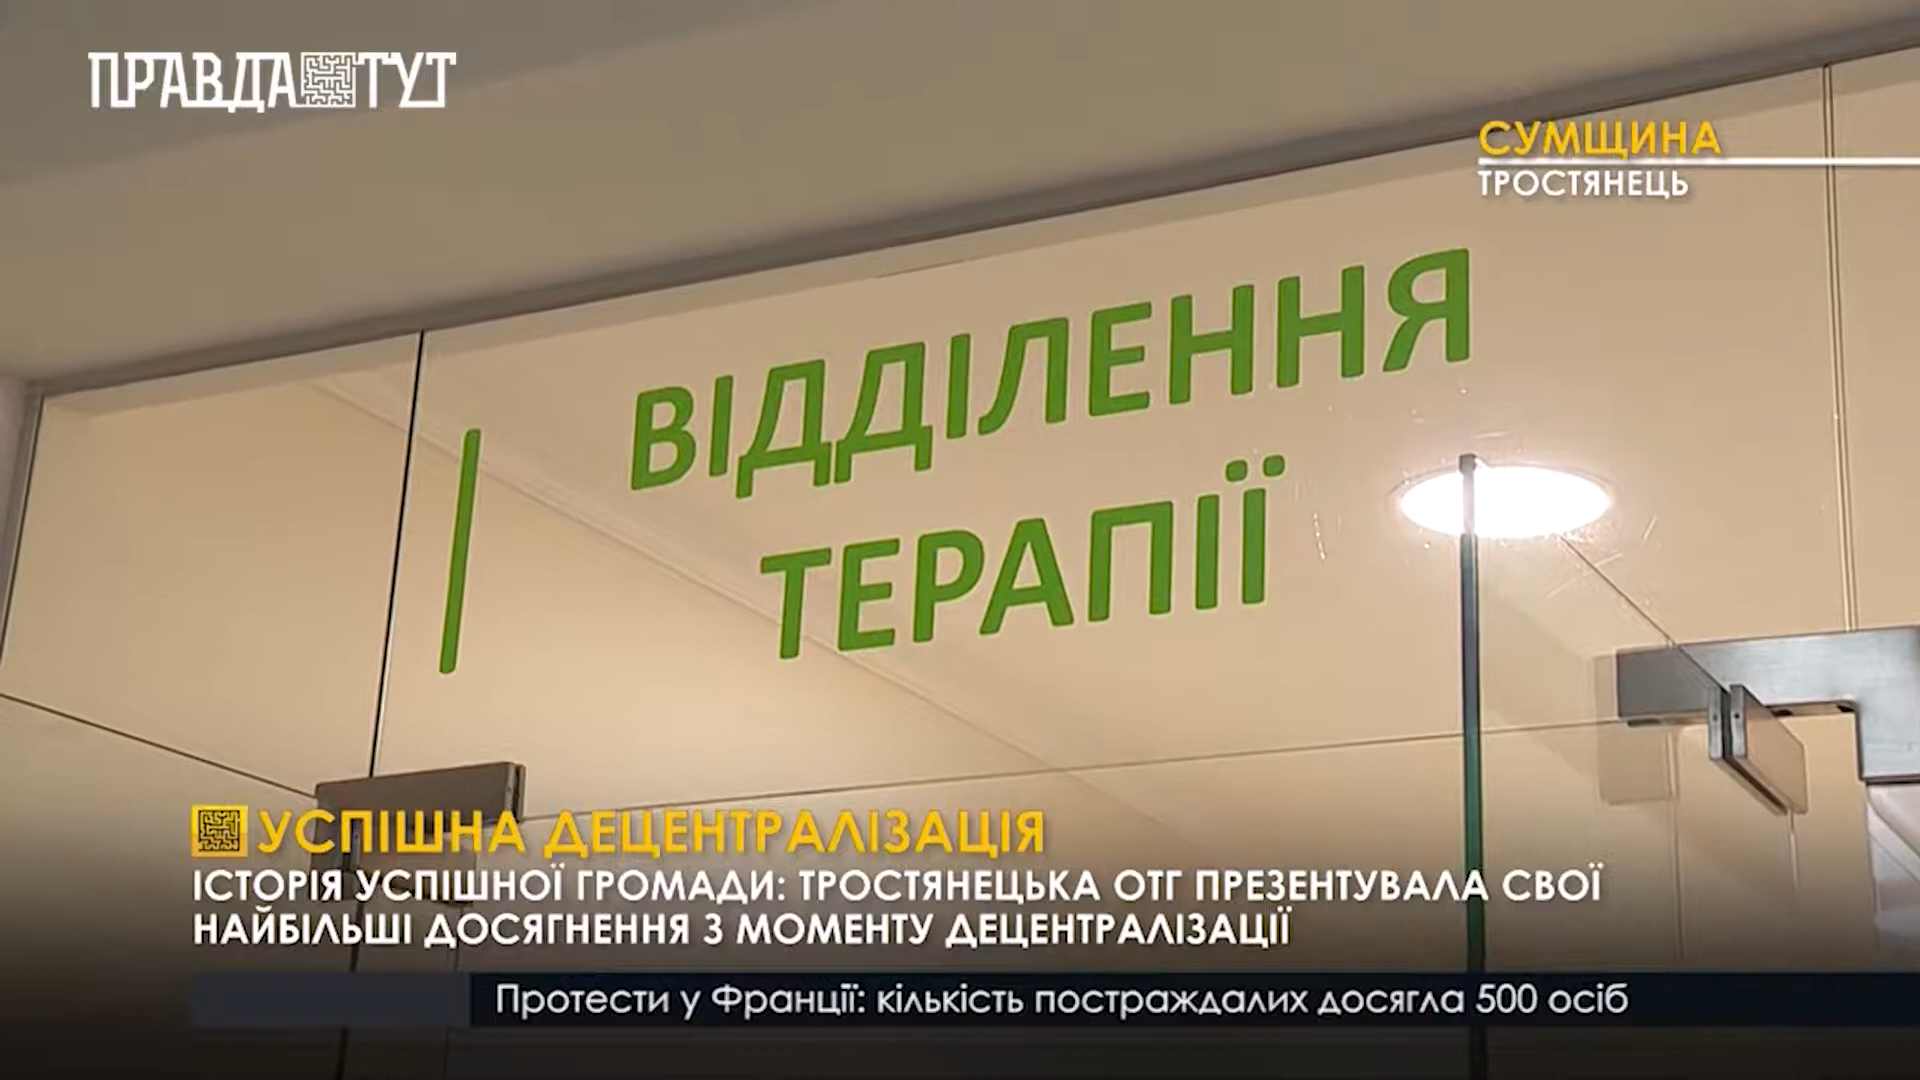 ПРАВДА ТУТ
СУМЩИНА
ТРОСТЯНЕЦЬ
ВІДДІЛЕННЯ
ТЕРАПІЇ
УСПІШНА ДЕЦЕНТРАЛІЗАЦІЯ
ІСТОРІЯ УСПІШНОЇ ГРОМАДИ: ТРОСТЯНЕЦЬКА ОТГ ПРЕЗЕНТУВАЛА СВОЇ
НАЙБІЛЬШІ ДОСЯГНЕННЯ З МОМЕНТУ ДЕЦЕНТРАЛІЗАЦІЇ
Протести у Франції: кількість постраждалих досягла 500 осіб